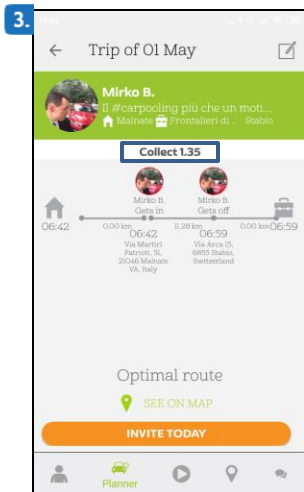 3.
Trip of 01 May
Mirko B.
Il #carpooling più che un moti...
Malnate Frontalieri di... Stabio
Collect 1.35
Mirko B. Mirko B.
Gets in Gets off
06:42 0.00 km 11.28 km 0.00 km 06:59
06:42 06:59
Via Martiri Via Arca 15,
Patrioti, 51, 6855 Stabio,
21046 Malnate Switzerland
VA, Italy
Optimal route
SEE ON MAP
INVITE TODAY
Planner